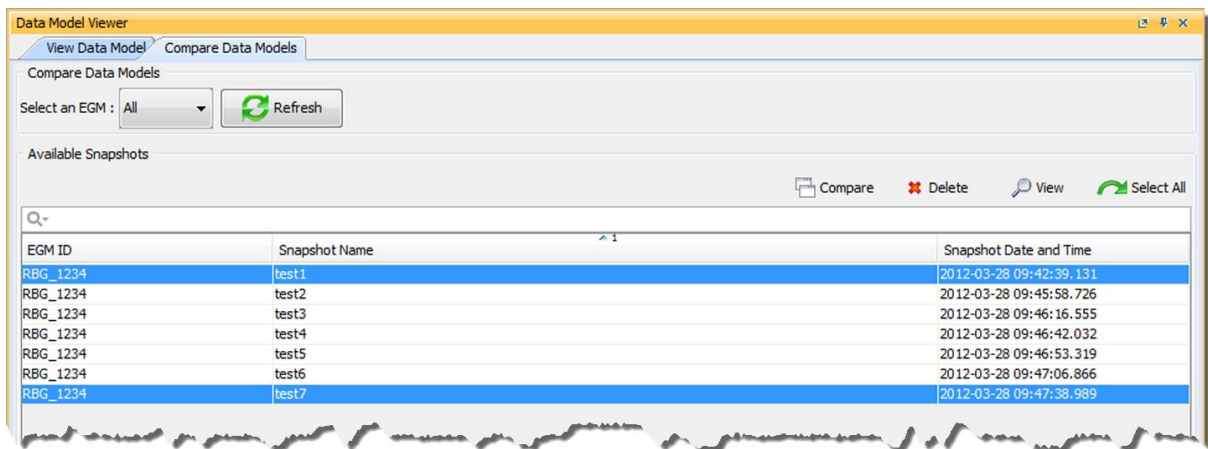 Data Model Viewer
View Data Model Compare Data Models
Compare Data Models
Select an EGM : All Refresh
Available Snapshots
Compare Delete View Select All
EGM ID Snapshot Name 1 Snapshot Date and Time
RBG_1234 test1 2012-03-28 09:42:39.131
RBG_1234 test2 2012-03-28 09:45:58.726
RBG_1234 test3 2012-03-28 09:46:16.555
RBG_1234 test4 2012-03-28 09:46:42.032
RBG_1234 test5 2012-03-28 09:46:53.319
RBG_1234 test6 2012-03-28 09:47:06.866
RBG_1234 test7 2012-03-28 09:47:38.989